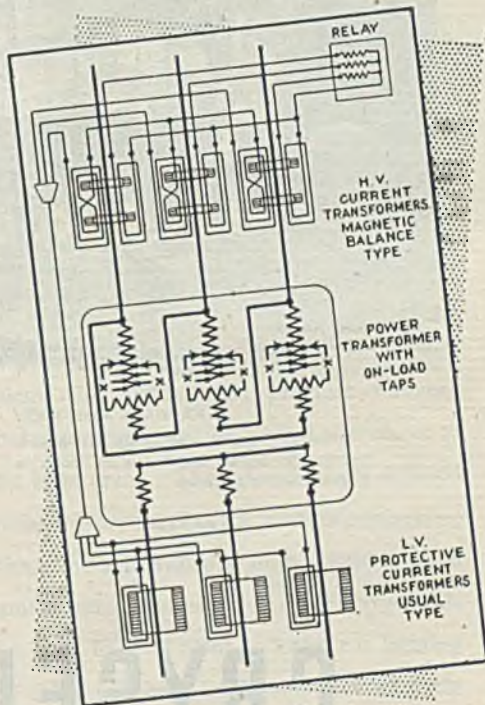 RELAY
H.V.
CURRENT
TRANSFORMERS
MAGNETIC
BALANCE
TYPE
POWER
TRANSFORMER
WITH
ON-LOAD
TAPS
X
X
X
X
X
X
L.V.
PROTECTIVE
CURRENT
TRANSFORMERS
USUAL
TYPE